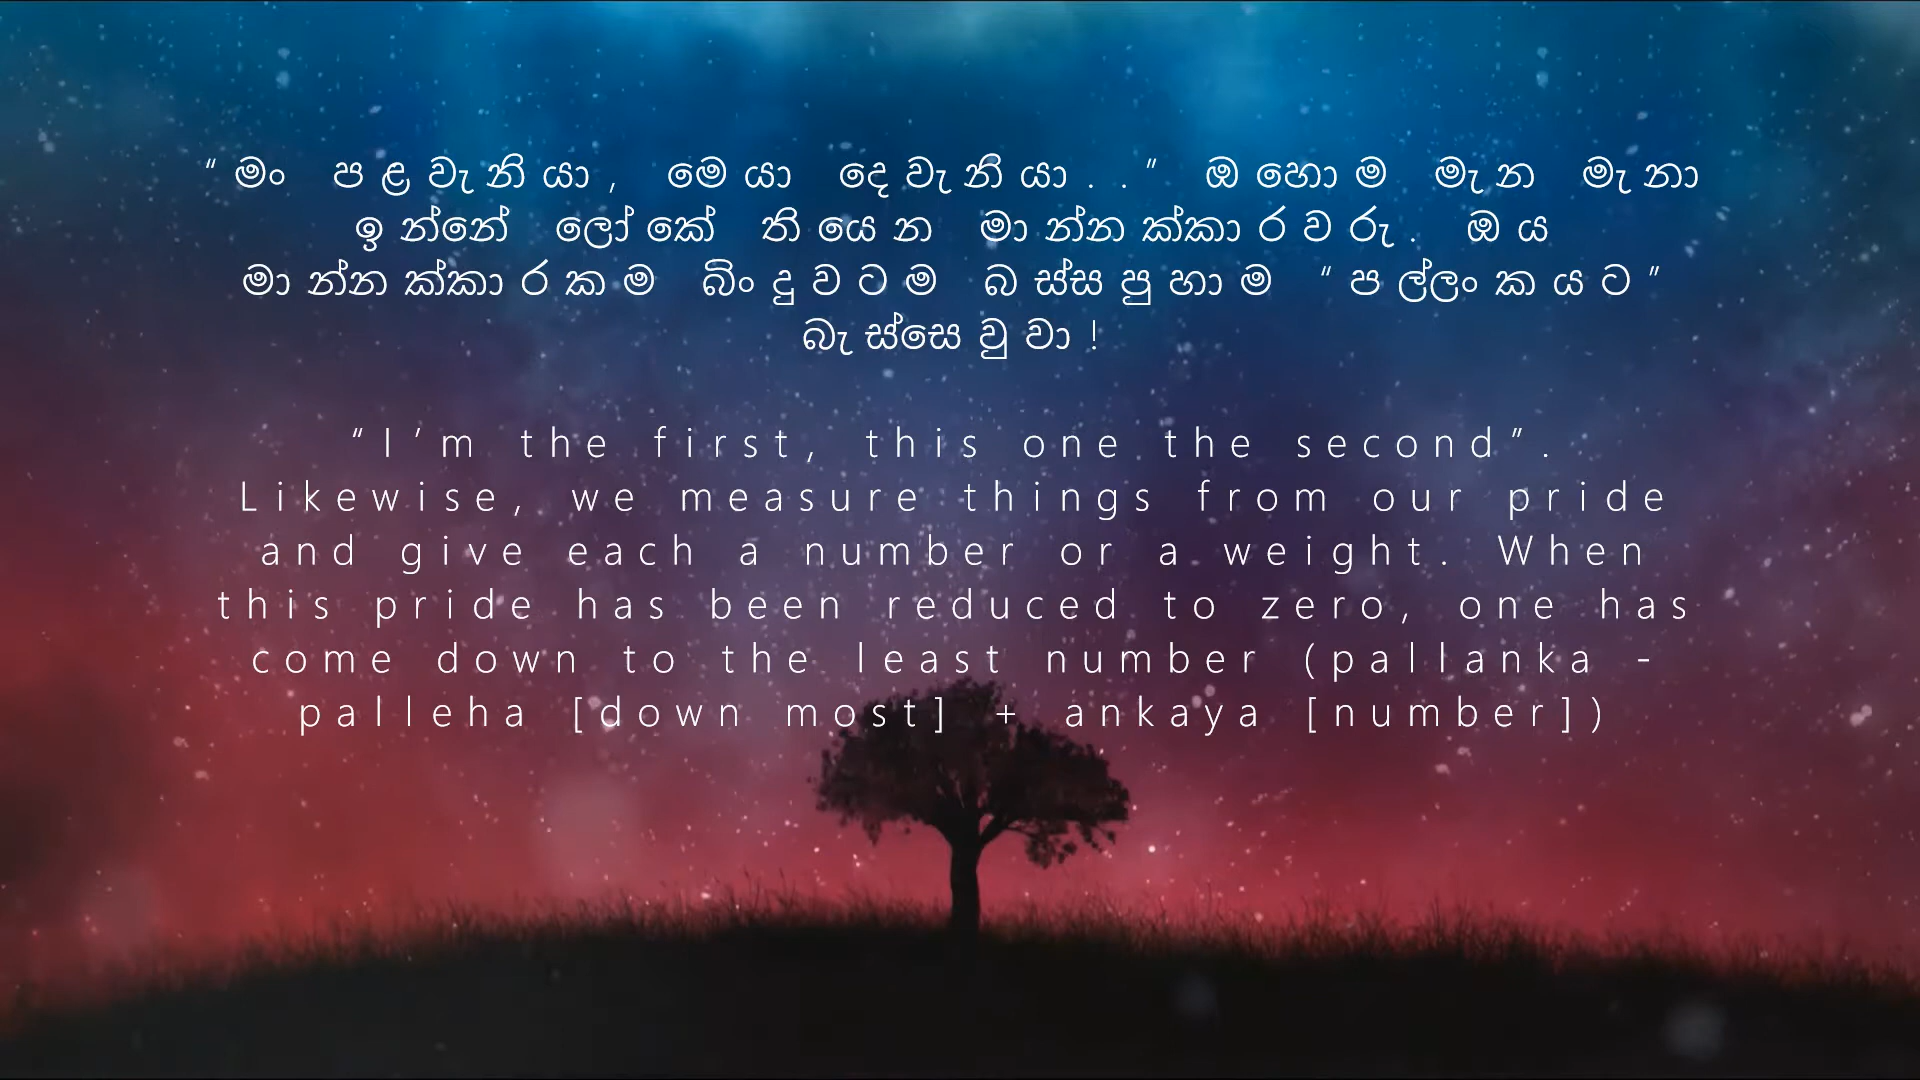 “මං පළවැනියා, මෙයා දෙවැනියා..” ඔහොම මැන මැනා
ඉන්නේ ලෝකේ තියෙන මාන්නක්කාරවරු. ඔය
මාන්නක්කාරකම බිංදුවටම බස්සපුහාම “පල්ලංකයට”
බැස්සෙවුවා!
“I’m the first, this one the second”.
Likewise, we measure things from our pride
and give each a number or a weight. When
this pride has been reduced to zero, one has
come down to the least number (pallanka -
palleha [down most] + ankaya [number])